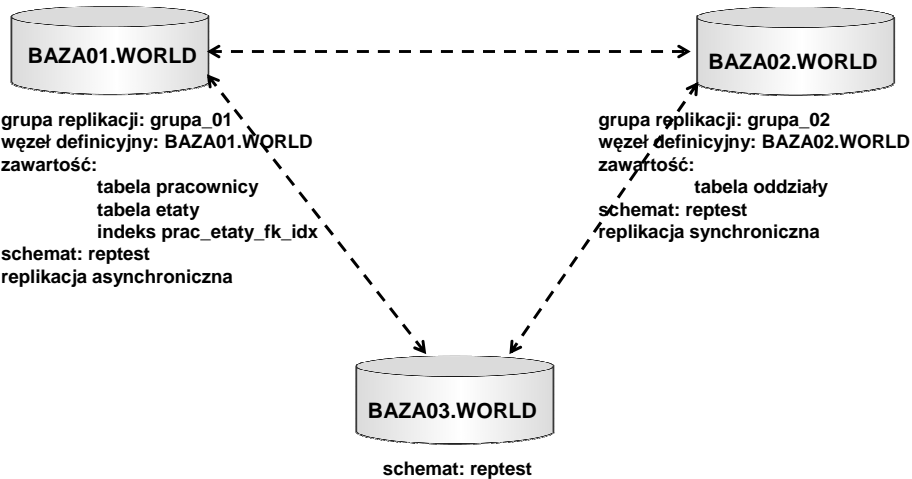 BAZA01.WORLD
BAZA02.WORLD
grupa replikacji: grupa_01
węzeł definicyjny: BAZA01.WORLD
zawartość:
tabela pracownicy
tabela etaty
indeks prac_etaty_fk_idx
schemat: reptest
replikacja asynchroniczna
grupa replikacji: grupa_02
węzeł definicyjny: BAZA02.WORLD
zawartość:
tabela oddziały
schemat: reptest
replikacja synchroniczna
BAZA03.WORLD
schemat: reptest